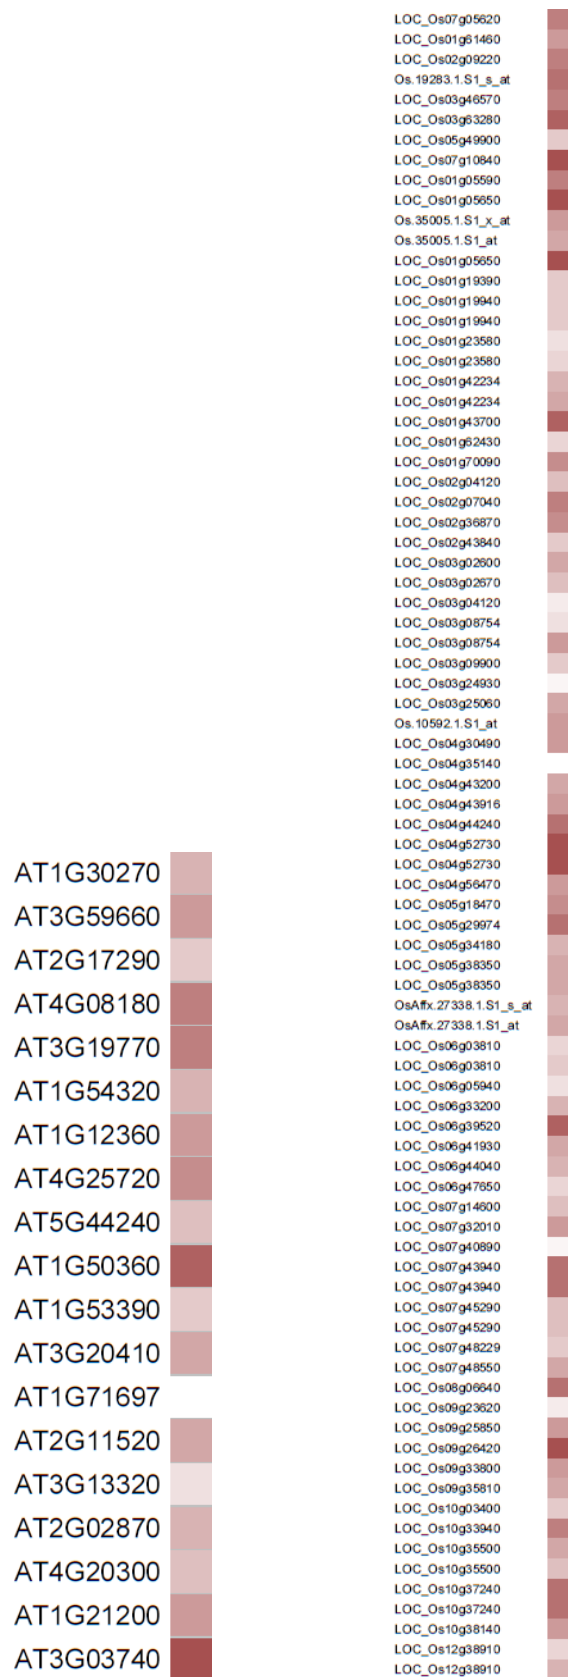 AT1G30270
AT3G59660
AT2G17290
AT4G08180
AT3G19770
AT1G54320
AT1G12360
AT4G25720
AT5G44240
AT1G50360
AT1G53390
AT3G20410
AT1G71697
AT2G11520
AT3G13320
AT2G02870
AT4G20300
AT1G21200
AT3G03740
LOC_Os07g05620
LOC_Os01g61460
LOC_Os02g09220
Os.19283.1.S1_s_at
LOC_Os03g46570
LOC_Os03g63280
LOC_Os05g49900
LOC_Os07g10840
LOC_Os01g05590
LOC_Os01g05650
Os.35005.1.S1_x_at
Os.35005.1.S1_at
LOC_Os01g05650
LOC_Os01g19390
LOC_Os01g19940
LOC_Os01g19940
LOC_Os01g23580
LOC_Os01g23580
LOC_Os01g42234
LOC_Os01g42234
LOC_Os01g43700
LOC_Os01g62430
LOC_Os01g70090
LOC_Os02g04120
LOC_Os02g07040
LOC_Os02g36870
LOC_Os02g43840
LOC_Os03g02600
LOC_Os03g02670
LOC_Os03g04120
LOC_Os03g08754
LOC_Os03g08754
LOC_Os03g09900
LOC_Os03g24930
LOC_Os03g25060
Os.10592.1.S1_at
LOC_Os04g30490
LOC_Os04g35140
LOC_Os04g43200
LOC_Os04g43916
LOC_Os04g44240
LOC_Os04g52730
LOC_Os04g52730
LOC_Os04g56470
LOC_Os05g18470
LOC_Os05g29974
LOC_Os05g34180
LOC_Os05g38350
LOC_Os05g38350
OsAffx.27338.1.S1_s_at
OsAffx.27338.1.S1_at
LOC_Os06g03810
LOC_Os06g03810
LOC_Os06g05940
LOC_Os06g33200
LOC_Os06g39520
LOC_Os06g41930
LOC_Os06g44040
LOC_Os06g47650
LOC_Os07g14600
LOC_Os07g32010
LOC_Os07g40890
LOC_Os07g43940
LOC_Os07g43940
LOC_Os07g45290
LOC_Os07g45290
LOC_Os07g48229
LOC_Os07g48550
LOC_Os08g06640
LOC_Os09g23620
LOC_Os09g25850
LOC_Os09g26420
LOC_Os09g33800
LOC_Os09g35810
LOC_Os10g03400
LOC_Os10g33940
LOC_Os10g35500
LOC_Os10g35500
LOC_Os10g37240
LOC_Os10g37240
LOC_Os10g38140
LOC_Os12g38910
LOC_Os12g38910